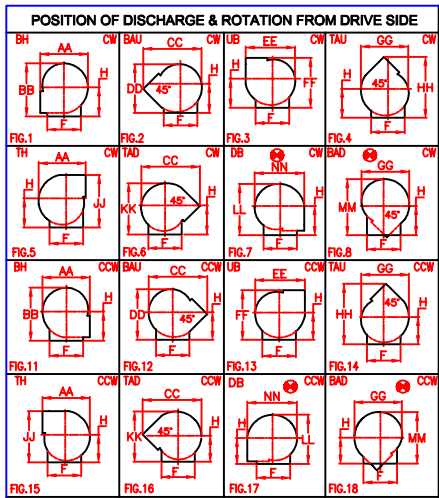 POSITION OF DISCHARGE & ROTATION FROM DRIVE SIDE
BH AA CW
BB H
F
FIG.1
BAU CC CW
DD 45° H
F
FIG.2
UB EE CW
H FF
F
FIG.3
TAU GG CW
H 45° HH
F
FIG.4
TH AA CW
H JJ
F
FIG.5
TAD CC CW
KK 45° H
F
FIG.6
DB NN CW
LL H
F
FIG.7
BAD GG CW
MM 45° H
F
FIG.8
BH AA CCW
BB H
F
FIG.11
BAU CC CCW
DD 45° H
F
FIG.12
UB EE CCW
FF H
F
FIG.13
TAU GG CCW
HH 45° H
F
FIG.14
TH AA CCW
JJ H
F
FIG.15
TAD CC CCW
KK 45° H
F
FIG.16
DB NN CCW
H LL
F
FIG.17
BAD GG CCW
H 45° MM
F
FIG.18